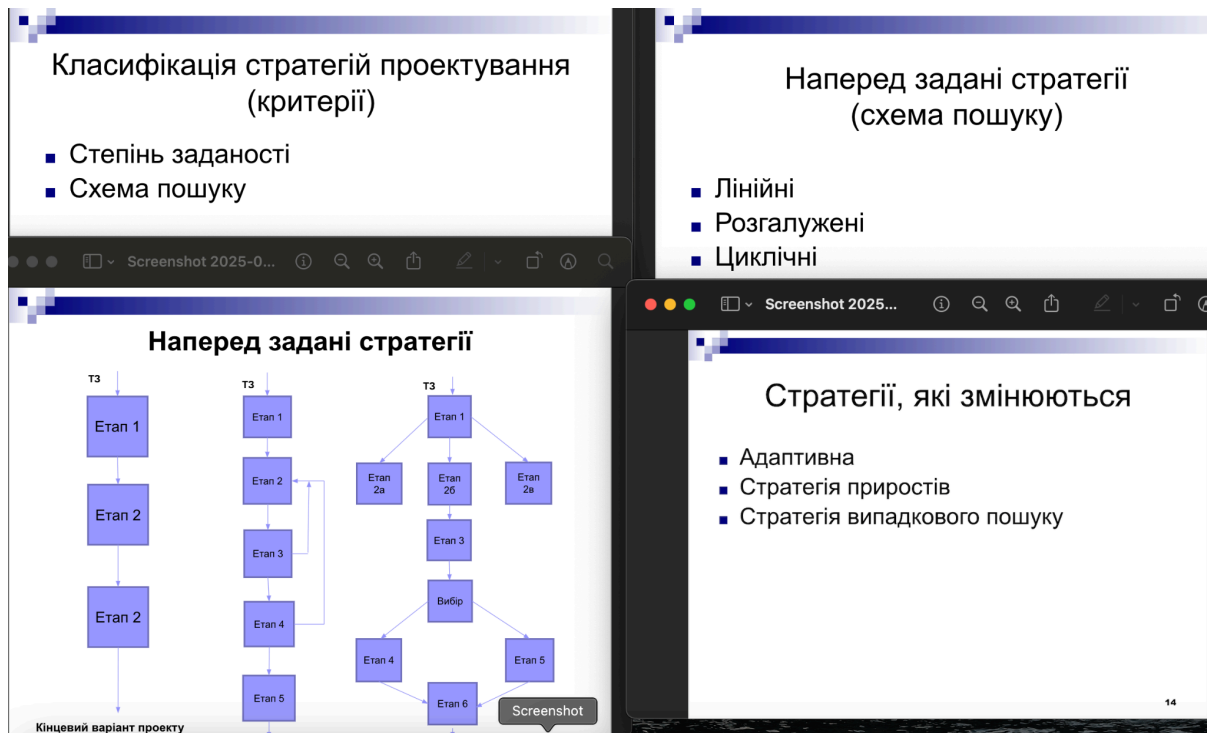 Класифікація стратегій проектування
(критерії)
Степінь заданості
Схема пошуку
Наперед задані стратегії
(схема пошуку)
Лінійні
Розгалужені
Циклічні
Screenshot 2025-0...
Наперед задані стратегії
ТЗ
Етап 1
Етап 2
Етап 2
Кінцевий варіант проекту
ТЗ
Етап 1
Етап 2
Етап 3
Етап 4
Етап 5
ТЗ
Етап 1
Етап
2а
Етап
2б
Етап
2в
Етап 3
Вибір
Етап 4
Етап 5
Етап 6
Screenshot
Screenshot 2025...
Стратегії, які змінюються
Адаптивна
Стратегія приростів
Стратегія випадкового пошуку
14